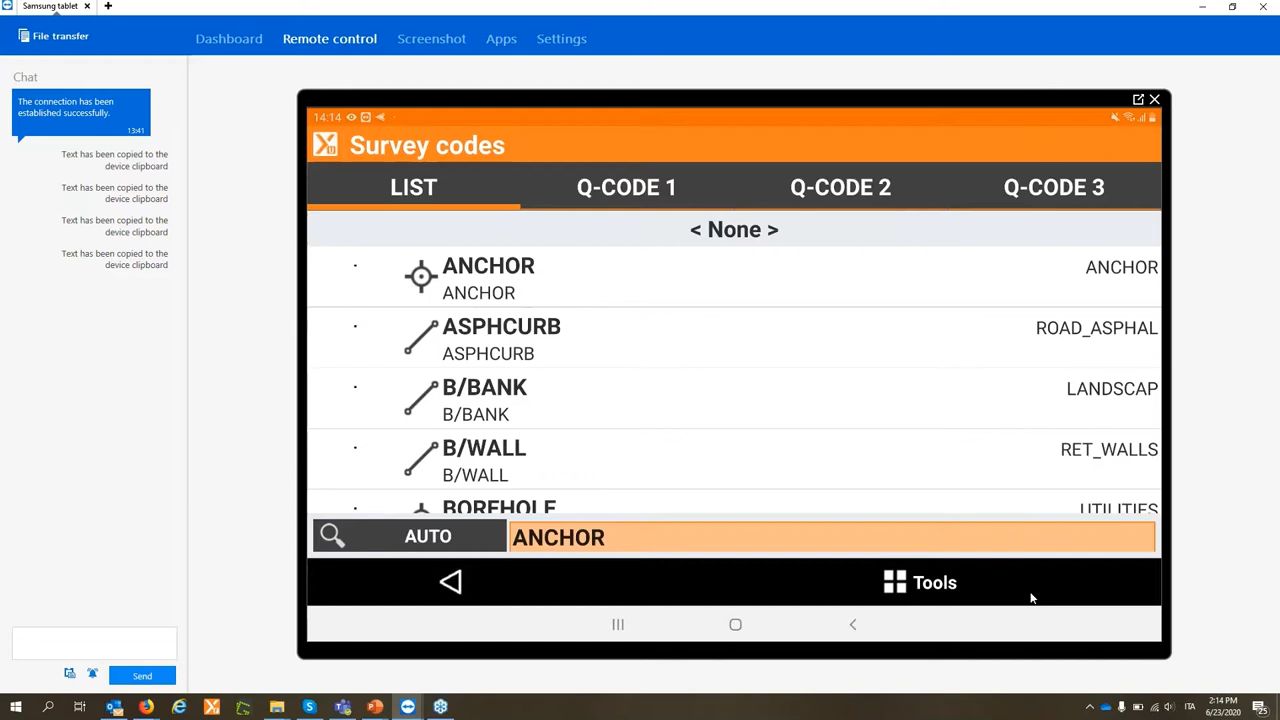 Samsung tablet
File transfer
Dashboard
Remote control
Screenshot
Apps
Settings
Chat
The connection has been
established successfully.
13:41
Text has been copied to the
device clipboard
Text has been copied to the
device clipboard
Text has been copied to the
device clipboard
Text has been copied to the
device clipboard
Send
14:14
Survey codes
LIST
Q-CODE 1
Q-CODE 2
Q-CODE 3
< None >
ANCHOR
ANCHOR
ANCHOR
ASPHCURB
ROAD_ASPHAL
ASPHCURB
B/BANK
LANDSCAP
B/BANK
B/WALL
RET_WALLS
B/WALL
BOREHOLE
UTILITIES
AUTO
ANCHOR
Tools
ITA
2:14 PM
6/23/2020
25